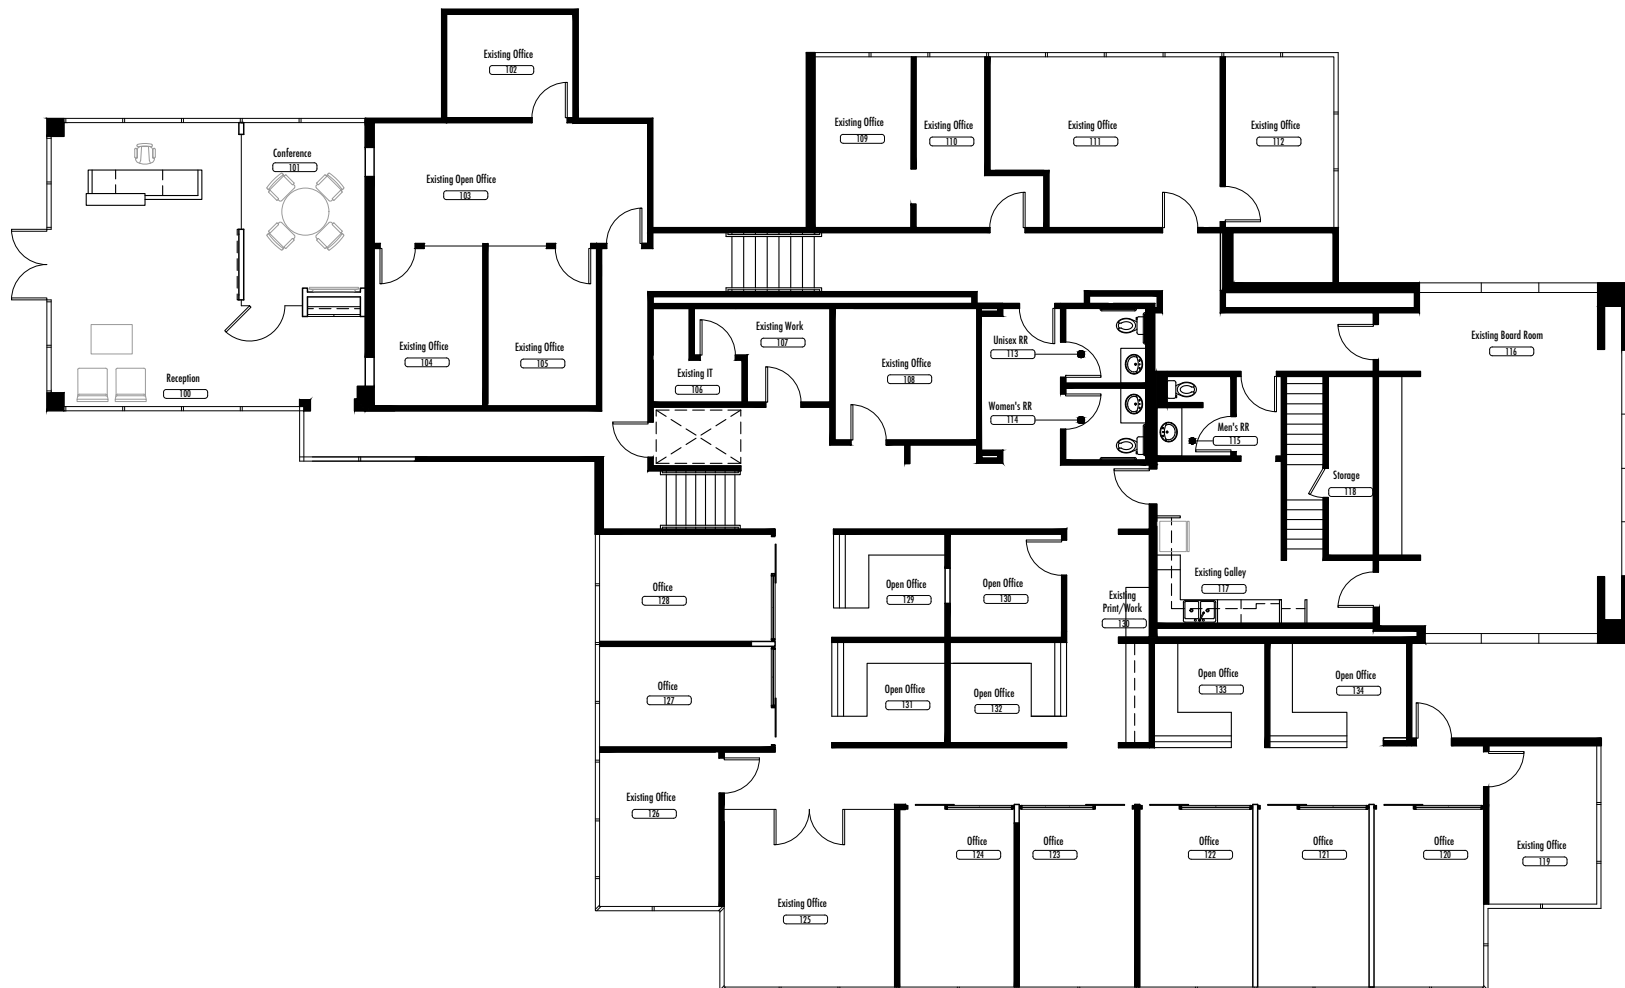 Existing Office
102
Conference
101
Existing Open Office
103
Existing Office
109
Existing Office
110
Existing Office
111
Existing Office
112
Reception
100
Existing Office
104
Existing Office
105
Existing IT
106
Existing Work
107
Existing Office
108
Unisex RR
113
Women's RR
114
Men's RR
115
Existing Board Room
116
Storage
118
Existing Galley
117
Office
128
Open Office
129
Open Office
130
Existing
Print/Work
130
Office
127
Open Office
131
Open Office
132
Open Office
133
Open Office
134
Existing Office
126
Existing Office
125
Office
124
Office
123
Office
122
Office
121
Office
120
Existing Office
119